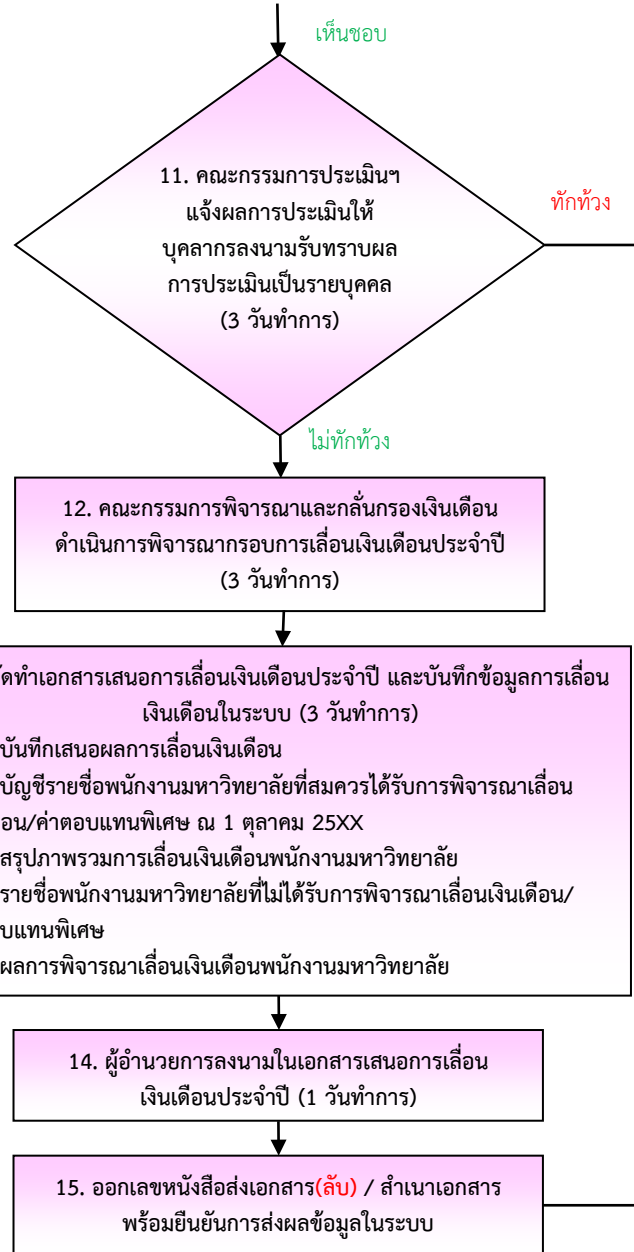 เห็นชอบ
11. คณะกรรมการประเมินฯ
แจ้งผลการประเมินให้
บุคลากรลงนามรับทราบผล
การประเมินเป็นรายบุคคล
(3 วันทำการ)
ทักท้วง
ไม่ทักท้วง
12. คณะกรรมการพิจารณาและกลั่นกรองเงินเดือน
ดำเนินการพิจารณากรอบการเลื่อนเงินเดือนประจำปี
(3 วันทำการ)
ดทำเอกสารเสนอการเลื่อนเงินเดือนประจำปี และบันทึกข้อมูลการเลื่อน
เงินเดือนในระบบ (3 วันทำการ)
บันทึกเสนอผลการเลื่อนเงินเดือน
บัญชีรายชื่อพนักงานมหาวิทยาลัยที่สมควรได้รับการพิจารณาเลื่อน
อน/ค่าตอบแทนพิเศษ ณ 1 ตุลาคม 25XX
สรุปภาพรวมการเลื่อนเงินเดือนพนักงานมหาวิทยาลัย
รายชื่อพนักงานมหาวิทยาลัยที่ไม่ได้รับการพิจารณาเลื่อนเงินเดือน/
บแทนพิเศษ
ผลการพิจารณาเลื่อนเงินเดือนพนักงานมหาวิทยาลัย
14. ผู้อำนวยการลงนามในเอกสารเสนอการเลื่อน
เงินเดือนประจำปี (1 วันทำการ)
15. ออกเลขหนังสือส่งเอกสาร(ลับ) / สำเนาเอกสาร
พร้อมยืนยันการส่งผลข้อมูลในระบบ